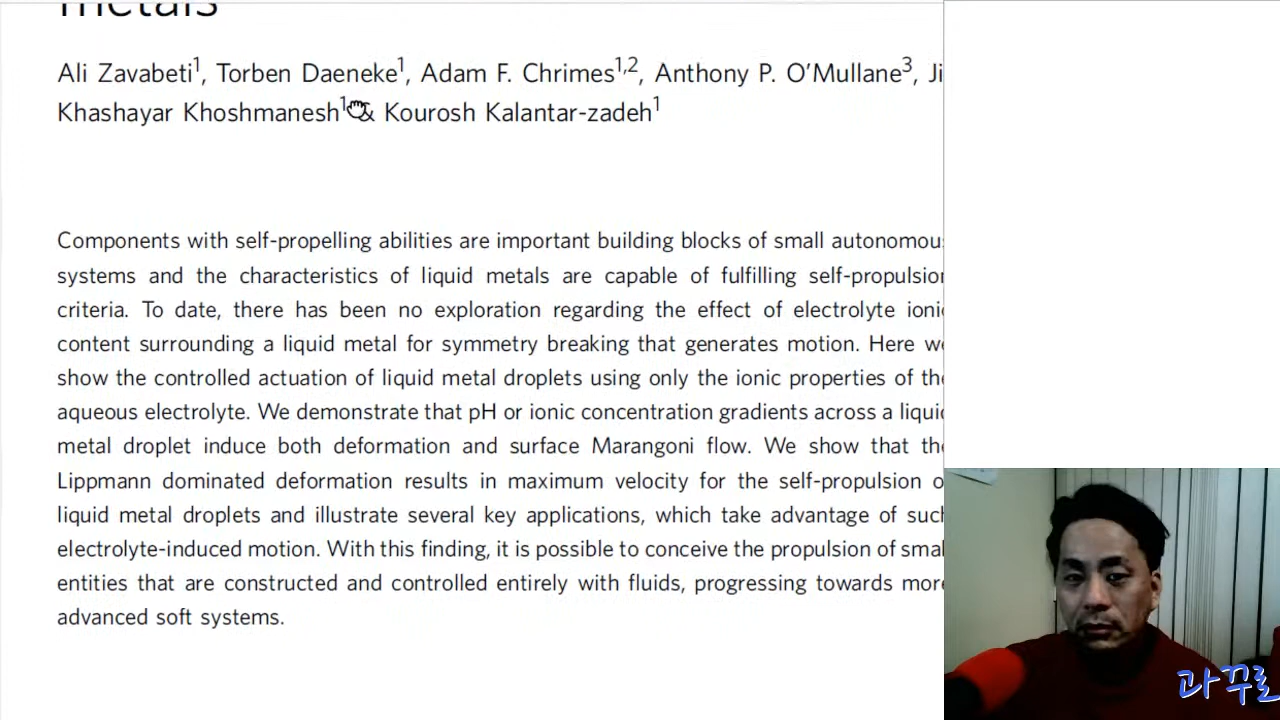 metals
Ali Zavabeti1, Torben Daeneke1, Adam F. Chrimes1,2, Anthony P. O'Mullane3, Ji
Khashayar Khoshmanesh1 & Kourosh Kalantar-zadeh1
Components with self-propelling abilities are important building blocks of small autonomou
systems and the characteristics of liquid metals are capable of fulfilling self-propulsion
criteria. To date, there has been no exploration regarding the effect of electrolyte ionic
content surrounding a liquid metal for symmetry breaking that generates motion. Here we
show the controlled actuation of liquid metal droplets using only the ionic properties of the
aqueous electrolyte. We demonstrate that pH or ionic concentration gradients across a liquid
metal droplet induce both deformation and surface Marangoni flow. We show that the
Lippmann dominated deformation results in maximum velocity for the self-propulsion o
liquid metal droplets and illustrate several key applications, which take advantage of such
electrolyte-induced motion. With this finding, it is possible to conceive the propulsion of smal
entities that are constructed and controlled entirely with fluids, progressing towards more
advanced soft systems.
과꾸로